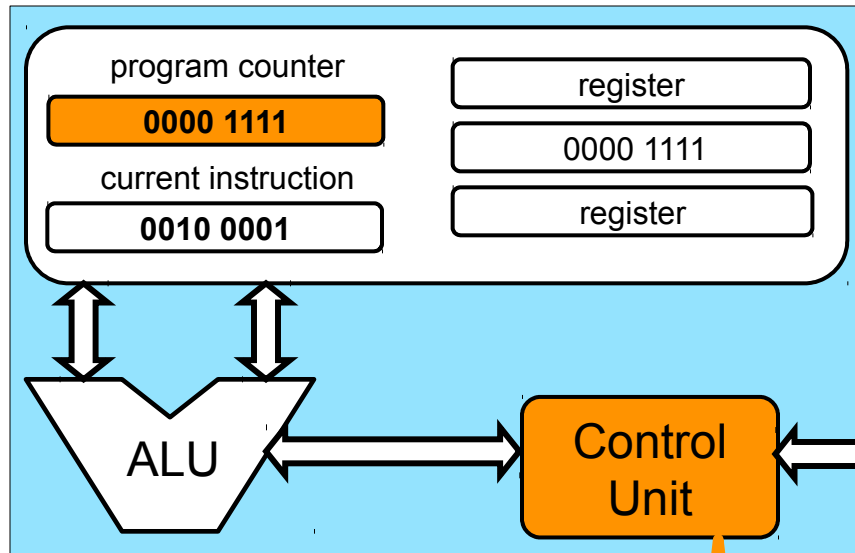 program counter
0000 1111
current instruction
0010 0001
register
0000 1111
register
ALU
Control
Unit